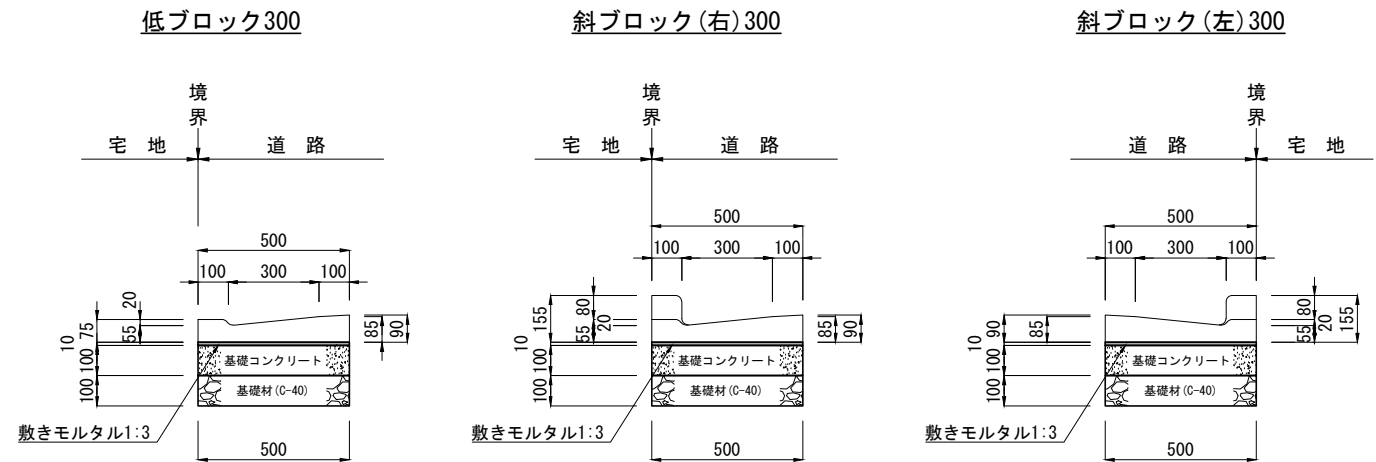 低ブロック300
境
界
宅 地
道 路
500
100
300
100
20
75
55
10
100
100
85
90
基礎コンクリート
基礎材(C-40)
敷きモルタル1:3
500
斜ブロック(右)300
境
界
宅 地
道 路
500
100
300
100
80
155
20
55
10
100
100
85
90
基礎コンクリート
基礎材(C-40)
敷きモルタル1:3
500
斜ブロック(左)300
境
界
道 路
宅 地
500
100
300
100
90
85
10
100
100
80
20
55
155
基礎コンクリート
基礎材(C-40)
敷きモルタル1:3
500